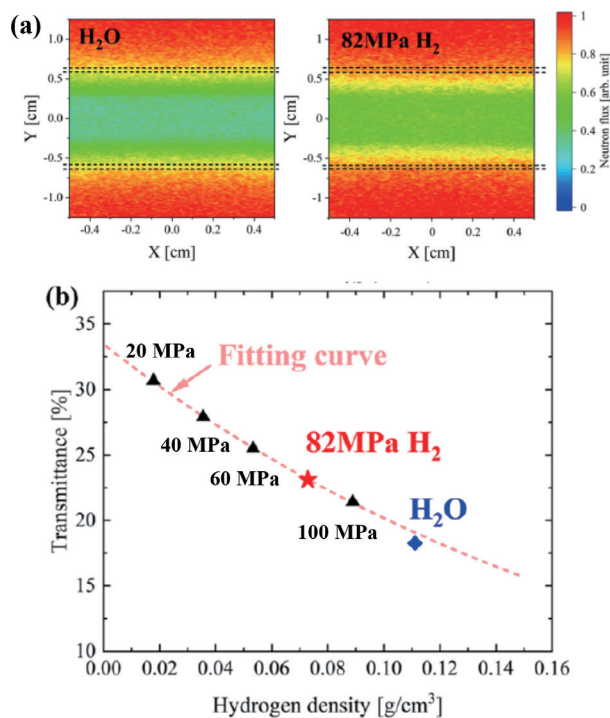 (a)
H₂O
82MPa H₂
Y [cm]
1.0
0.5
0.0
-0.5
-1.0
-0.4 -0.2 0.0 0.2 0.4
X [cm]
1.0
0.5
0.0
-0.5
-1
-0.4 -0.2 0.0 0.2 0.4
X [cm]
1
0.8
0.6
0.4
0.2
0
Neutron flux [arb. unit]
(b)
Transmittance [%]
35
30
25
20
15
10
20 MPa
Fitting curve
40 MPa
82MPa H₂
60 MPa
H₂O
100 MPa
0.00 0.02 0.04 0.06 0.08 0.10 0.12 0.14 0.16
Hydrogen density [g/cm³]